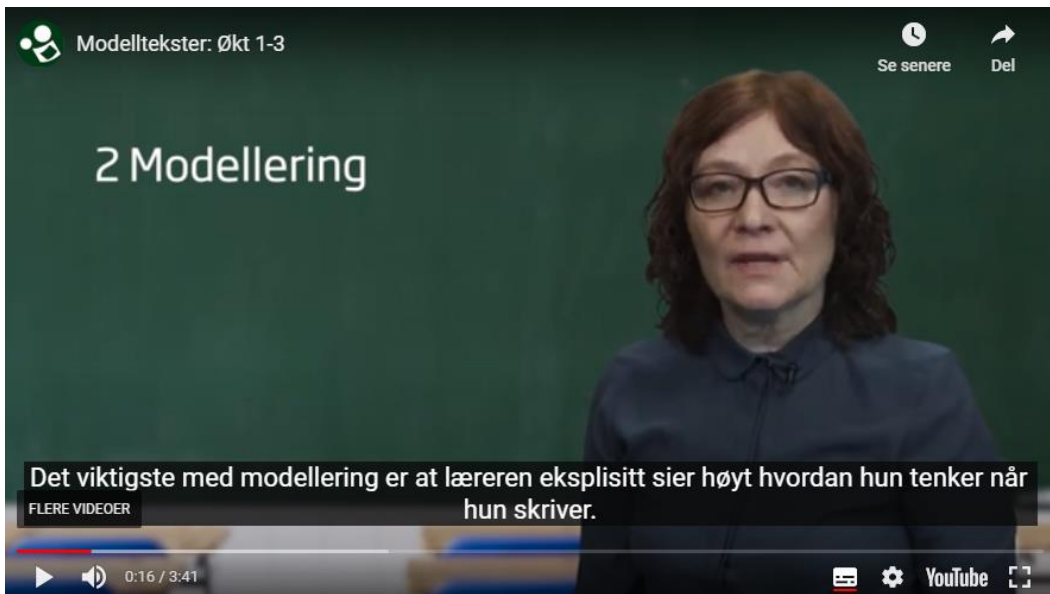 Modelltekster: Økt 1-3
Se senere
Del
2 Modellering
Det viktigste med modellering er at læreren eksplisitt sier høyt hvordan hun tenker når
hun skriver.
FLERE VIDEOER
0:16 / 3:41
YouTube